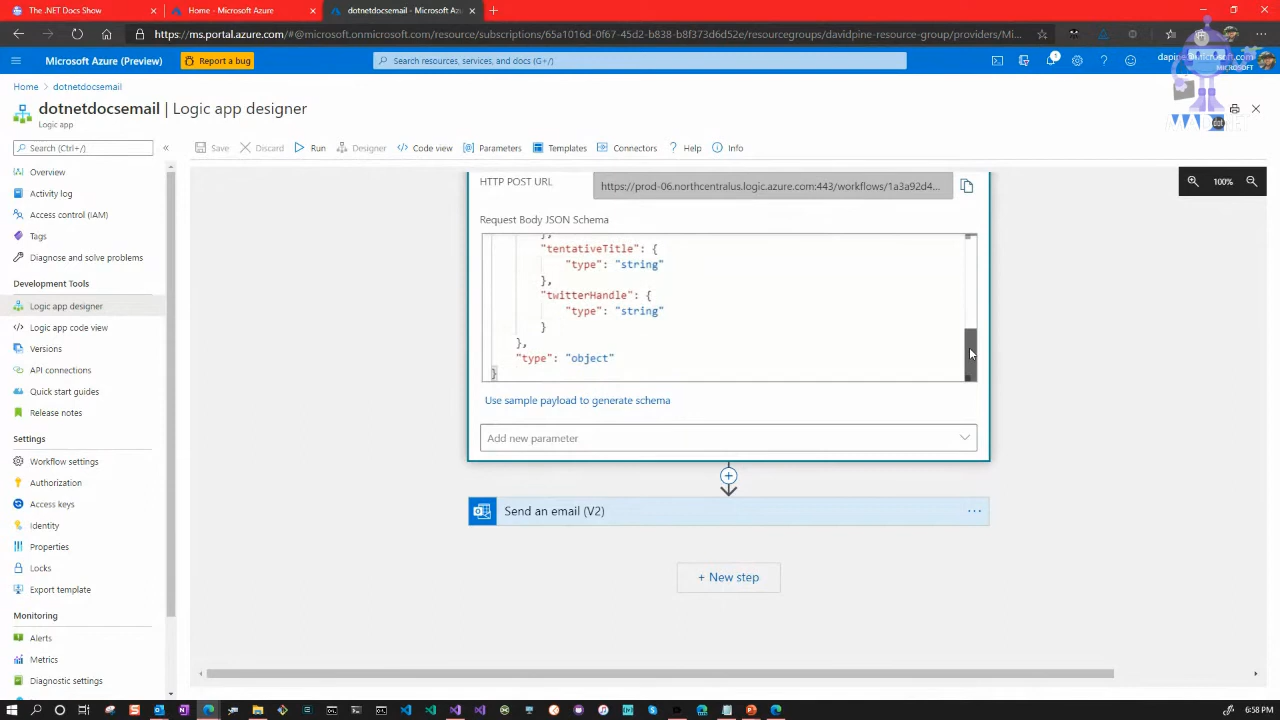 The .NET Docs Show
Home - Microsoft Azure
dotnetdocsemail - Microsoft Az
https://ms.portal.azure.com/#@microsoft.onmicrosoft.com/resource/subscriptions/65a1016d-0f67-45d2-b838-b8f373d6d52e/resourcegroups/davidpine-resource-group/providers/Mi...
Microsoft Azure (Preview)
Report a bug
Search resources, services, and docs (G+/)
1
MICROSOFT
Home > dotnetdocsemail
dotnetdocsemail | Logic app designer
Logic app
Search (Ctrl+/)
«
Save Discard Run Designer Code view Parameters Templates Connectors Help Info
Overview
Activity log
Access control (IAM)
Tags
Diagnose and solve problems
Development Tools
Logic app designer
Logic app code view
Versions
API connections
Quick start guides
Release notes
Settings
Workflow settings
Authorization
Access keys
Identity
Properties
Locks
Export template
Monitoring
Alerts
Metrics
Diagnostic settings
100%
HTTP POST URL
https://prod-06.northcentralus.logic.azure.com:443/workflows/1a3a92d4...
Request Body JSON Schema
},
"tentativeTitle": {
"type": "string"
},
"twitterHandle": {
"type": "string"
}
},
"type": "object"
}
Use sample payload to generate schema
Add new parameter
Send an email (V2)
...
+ New step
6:58 PM